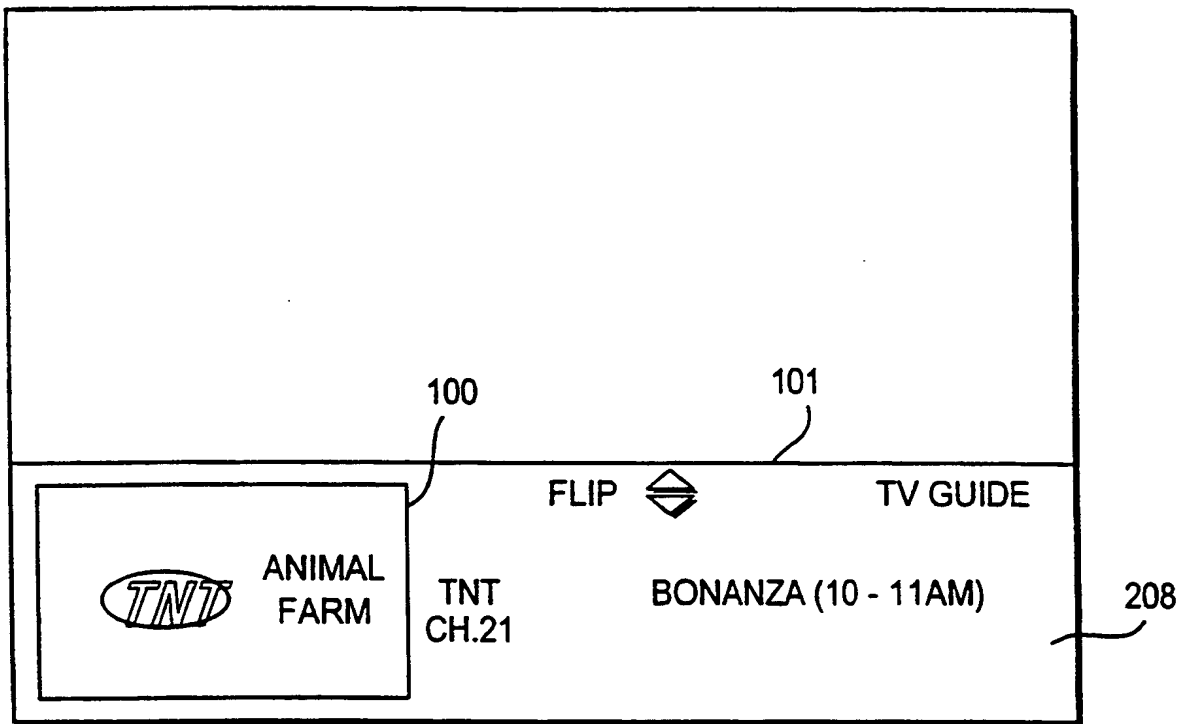 100
101
FLIP TV GUIDE
TNT ANIMAL
FARM
TNT
CH.21
BONANZA (10 - 11AM)
208